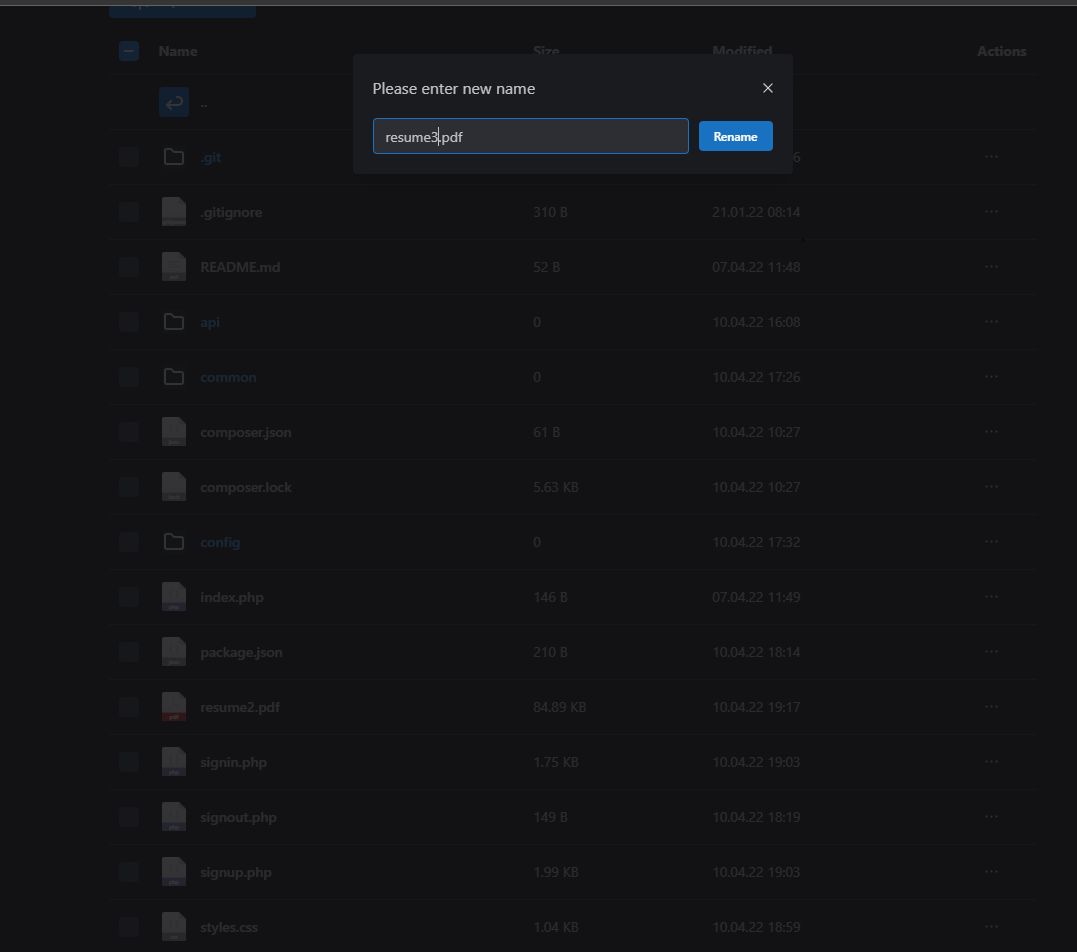 Name Size Modified Actions
Please enter new name
resume3.pdf Rename
..
.git
.gitignore 310 B 21.01.22 08:14 ...
README.md 52 B 07.04.22 11:48 ...
api 0 10.04.22 16:08 ...
common 0 10.04.22 17:26 ...
composer.json 61 B 10.04.22 10:27 ...
composer.lock 5.63 KB 10.04.22 10:27 ...
config 0 10.04.22 17:32 ...
index.php 146 B 07.04.22 11:49 ...
package.json 210 B 10.04.22 18:14 ...
resume2.pdf 84.89 KB 10.04.22 19:17 ...
signin.php 1.75 KB 10.04.22 19:03 ...
signout.php 149 B 10.04.22 18:19 ...
signup.php 1.99 KB 10.04.22 19:03 ...
styles.css 1.04 KB 10.04.22 18:59 ...